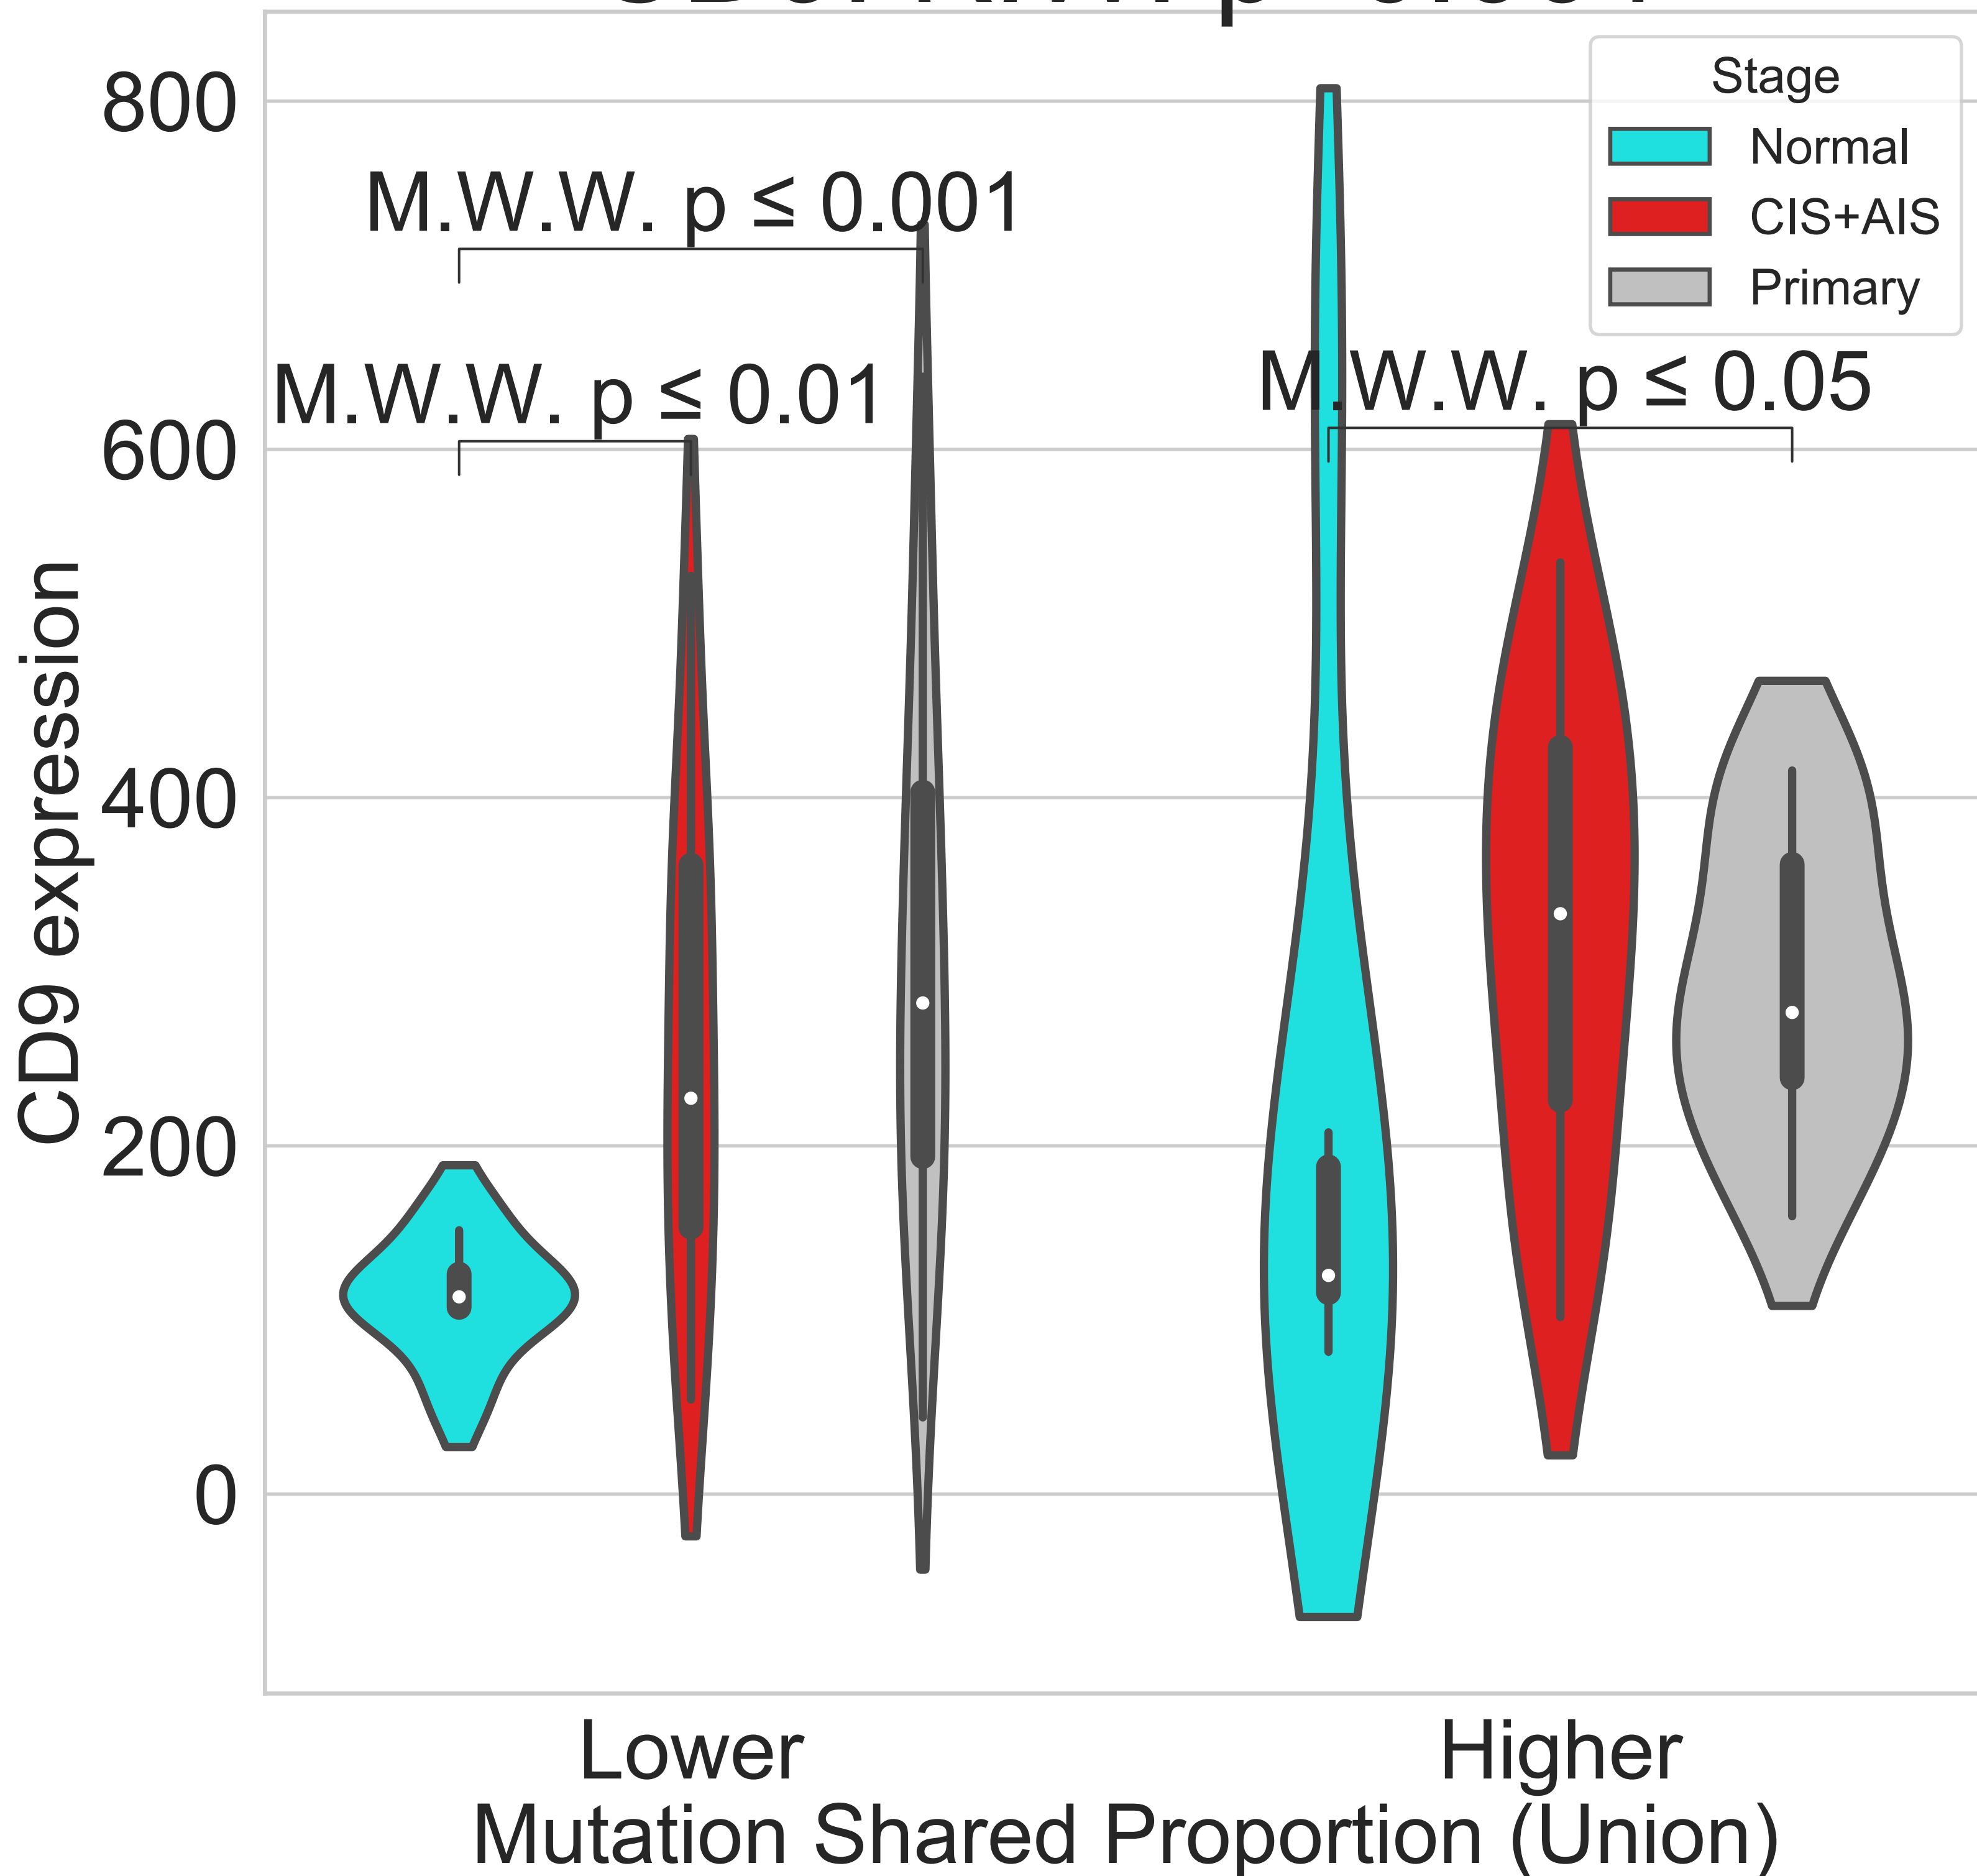 Stage
Normal
CIS+AIS
Primary
M.W.W. p ≤ 0.001
M.W.W. p ≤ 0.01
M.W.W. p ≤ 0.05
CD9 expression
800
600
400
200
0
Lower
Higher
Mutation Shared Proportion (Union)